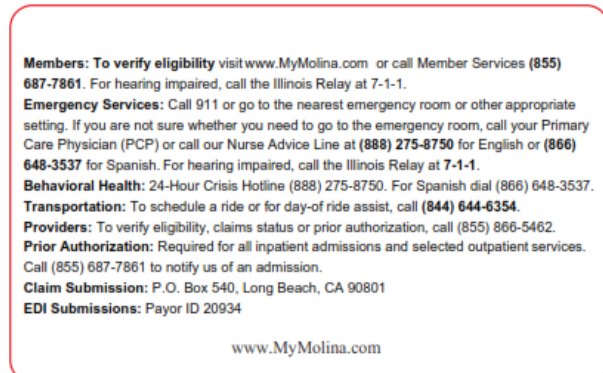 Members: To verify eligibility visit www.MyMolina.com or call Member Services (855)
687-7861. For hearing impaired, call the Illinois Relay at 7-1-1.
Emergency Services: Call 911 or go to the nearest emergency room or other appropriate
setting. If you are not sure whether you need to go to the emergency room, call your Primary
Care Physician (PCP) or call our Nurse Advice Line at (888) 275-8750 for English or (866)
648-3537 for Spanish. For hearing impaired, call the Illinois Relay at 7-1-1.
Behavioral Health: 24-Hour Crisis Hotline (888) 275-8750. For Spanish dial (866) 648-3537.
Transportation: To schedule a ride or for day-of ride assist, call (844) 644-6354.
Providers: To verify eligibility, claims status or prior authorization, call (855) 866-5462.
Prior Authorization: Required for all inpatient admissions and selected outpatient services.
Call (855) 687-7861 to notify us of an admission.
Claim Submission: P.O. Box 540, Long Beach, CA 90801
EDI Submissions: Payor ID 20934
www.MyMolina.com